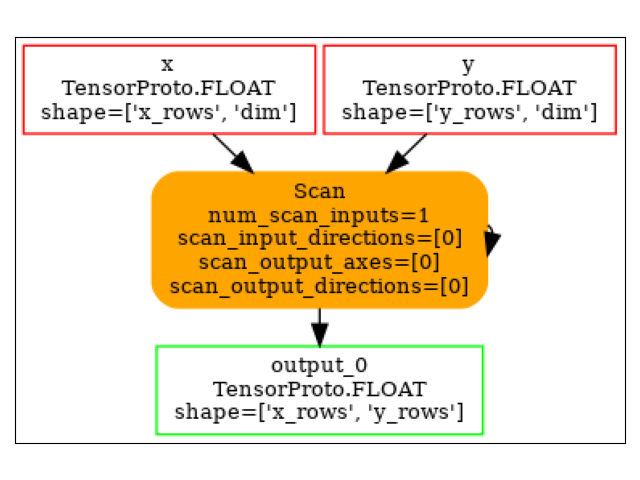 x
TensorProto.FLOAT
shape=['x_rows', 'dim']
y
TensorProto.FLOAT
shape=['y_rows', 'dim']
Scan
num_scan_inputs=1
scan_input_directions=[0]
scan_output_axes=[0]
scan_output_directions=[0]
output_0
TensorProto.FLOAT
shape=['x_rows', 'y_rows']